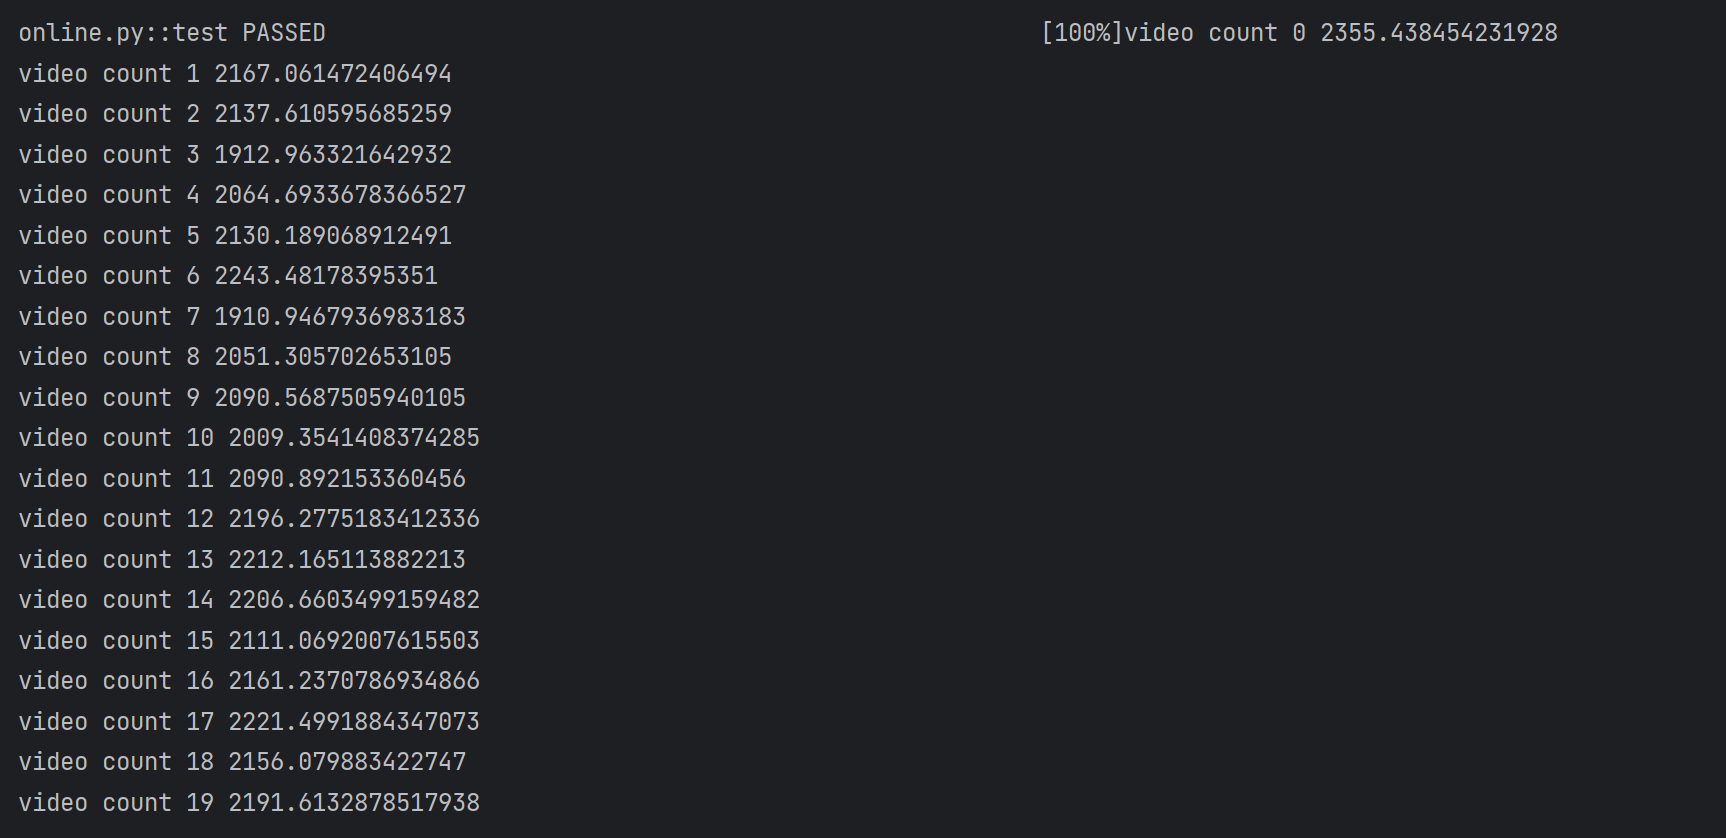 online.py::test PASSED [100%]video count 0 2355.438454231928
video count 1 2167.061472406494
video count 2 2137.610595685259
video count 3 1912.963321642932
video count 4 2064.6933678366527
video count 5 2130.189068912491
video count 6 2243.48178395351
video count 7 1910.9467936983183
video count 8 2051.305702653105
video count 9 2090.5687505940105
video count 10 2009.3541408374285
video count 11 2090.892153360456
video count 12 2196.2775183412336
video count 13 2212.165113882213
video count 14 2206.6603499159482
video count 15 2111.0692007615503
video count 16 2161.2370786934866
video count 17 2221.4991884347073
video count 18 2156.079883422747
video count 19 2191.6132878517938